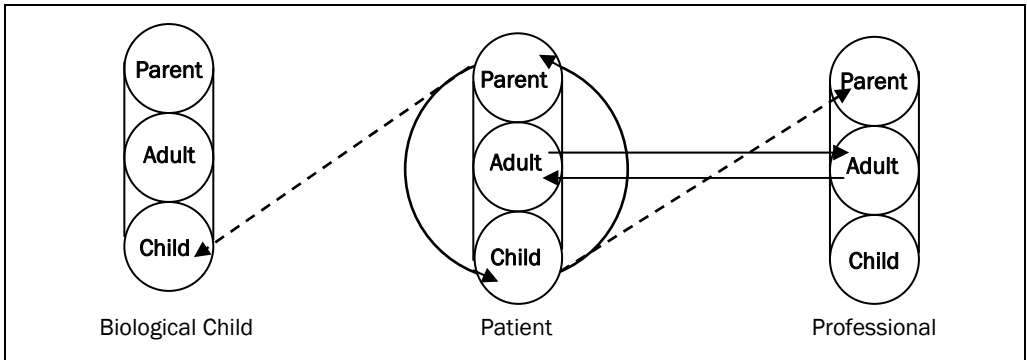 Parent
Adult
Child
Biological Child
Parent
Adult
Child
Patient
Parent
Adult
Child
Professional